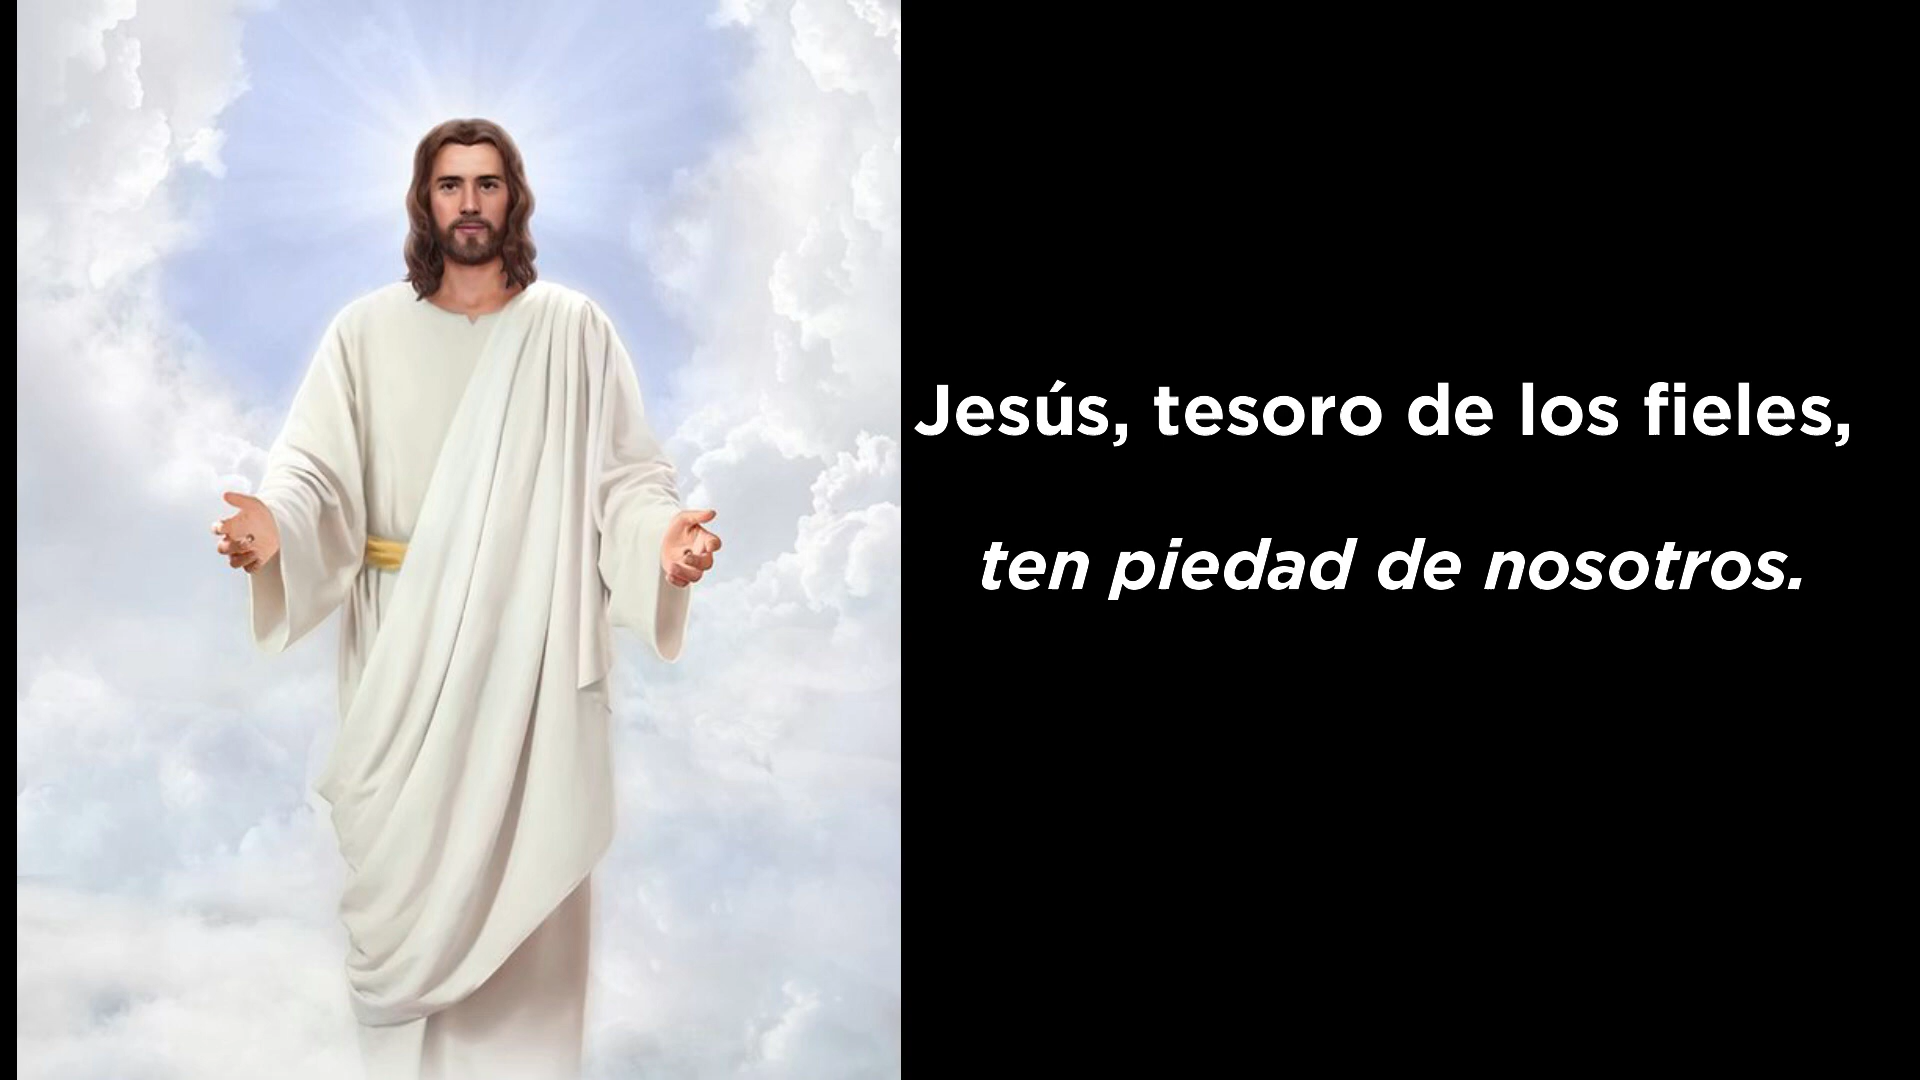 Jesús, tesoro de los fieles,
ten piedad de nosotros.